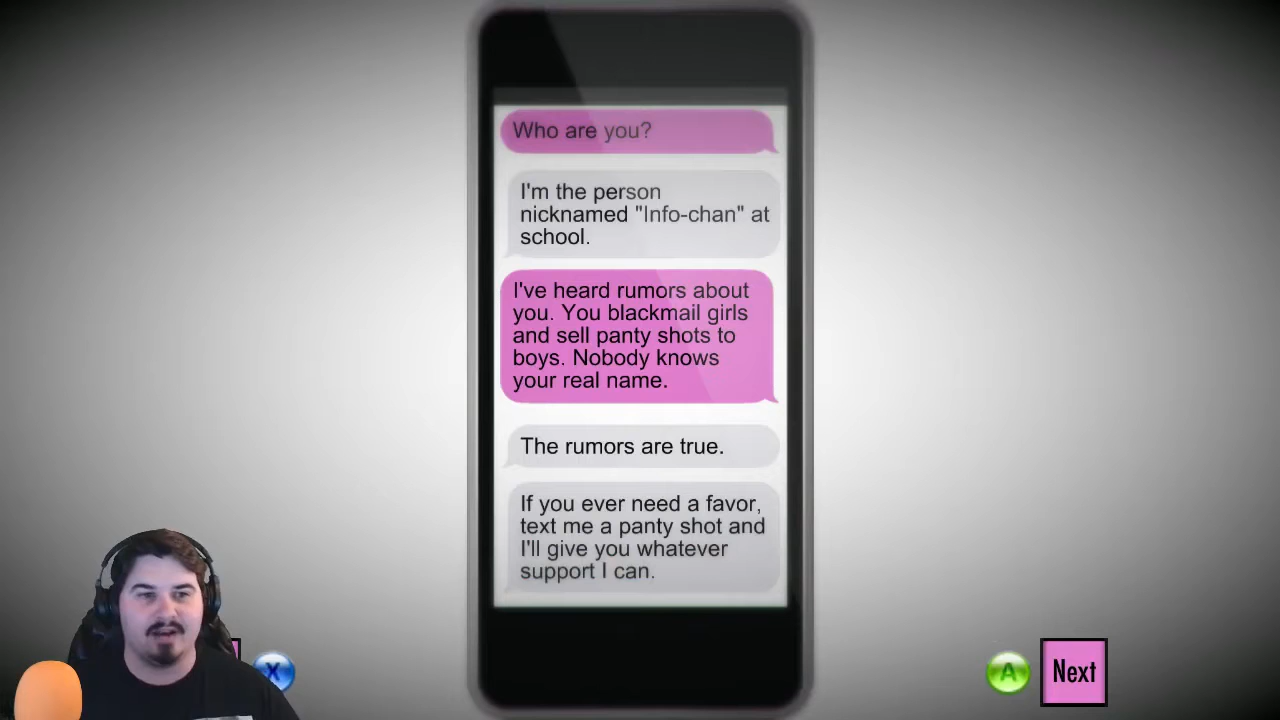 Who are you?
I'm the person
nicknamed "Info-chan" at
school.
I've heard rumors about
you. You blackmail girls
and sell panty shots to
boys. Nobody knows
your real name.
The rumors are true.
If you ever need a favor,
text me a panty shot and
I'll give you whatever
support I can.
X
A
Next